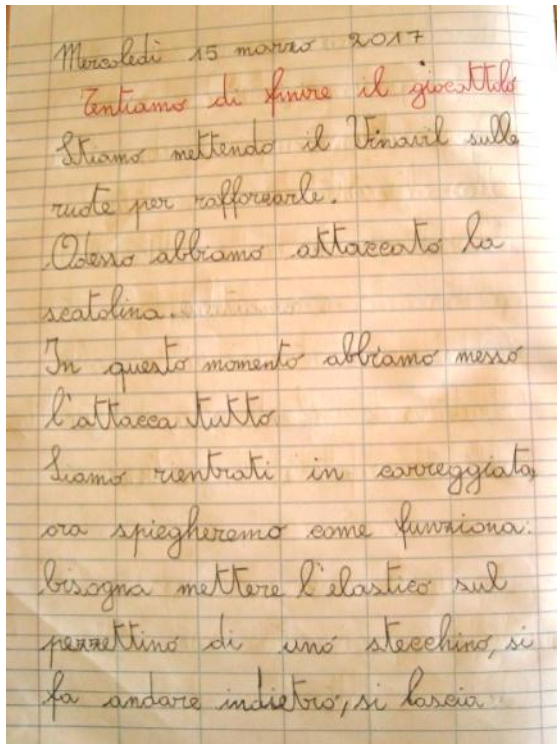 Mercoledì 15 marzo 2017
Tentiamo di finire il giocattolo
Stiamo mettendo il Vinavil sulle
ruote per rafforzarle.
Adesso abbiamo attaccato la
scatolina.
In questo momento abbiamo messo
l'attacca tutto
Siamo rientrati in carreggiata,
ora spiegheremo come funziona:
bisogna mettere l'elastico sul
pezzettino di uno stecchino, si
fa andare indietro, si lascia